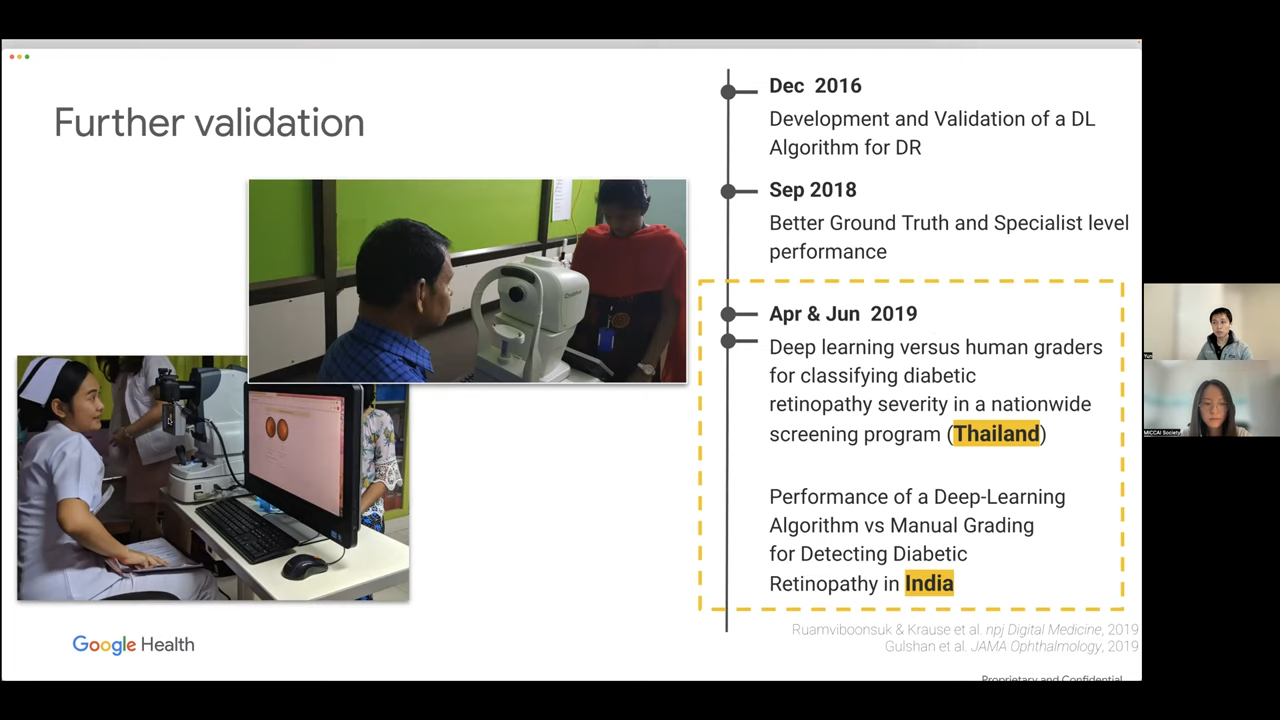 Further validation
Dec 2016
Development and Validation of a DL
Algorithm for DR
Sep 2018
Better Ground Truth and Specialist level
performance
Apr & Jun 2019
Deep learning versus human graders
for classifying diabetic
retinopathy severity in a nationwide
screening program (Thailand)
Performance of a Deep-Learning
Algorithm vs Manual Grading
for Detecting Diabetic
Retinopathy in India
Ruamviboonsuk & Krause et al. npj Digital Medicine, 2019
Gulshan et al. JAMA Ophthalmology, 2019
Google Health
Proprietary and Confidential
Yun
MICCAI Society